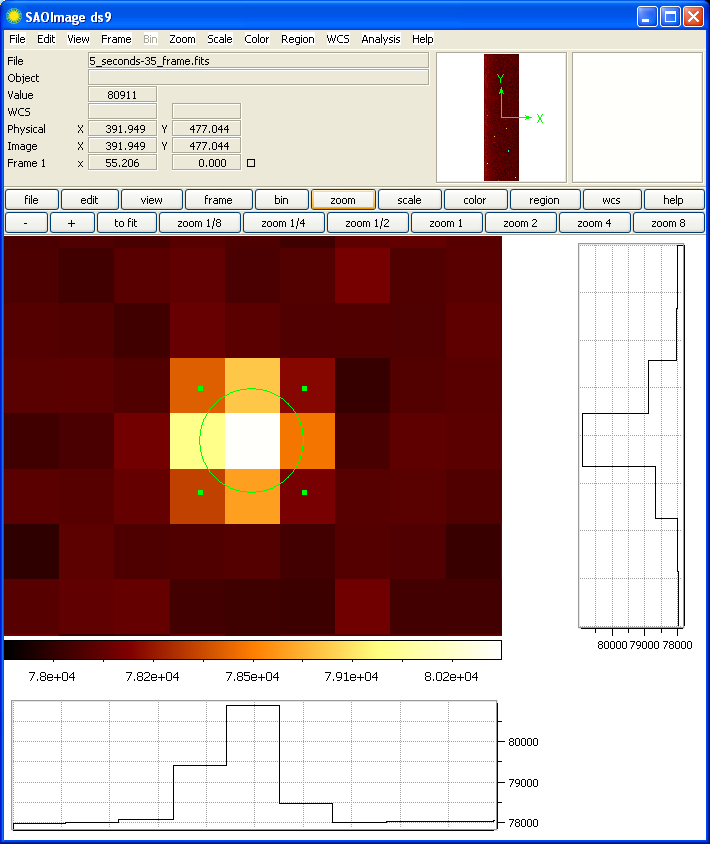 SAOImage ds9
File Edit View Frame Bin Zoom Scale Color Region WCS Analysis Help
File 5_seconds-35_frame.fits
Object
Value 80911
WCS
Physical X 391.949 Y 477.044
Image X 391.949 Y 477.044
Frame 1 x 55.206 0.000
Y
X
file edit view frame bin zoom scale color region wcs help
- + to fit zoom 1/8 zoom 1/4 zoom 1/2 zoom 1 zoom 2 zoom 4 zoom 8
80000 79000 78000
7.8e+04 7.82e+04 7.85e+04 7.91e+04 8.02e+04
80000
79000
78000